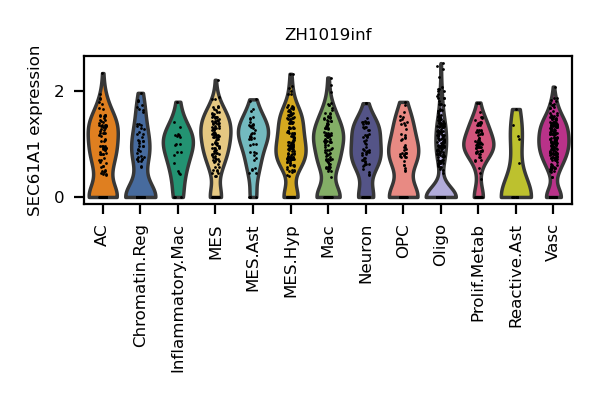 ZH1019inf
SEC61A1 expression
2
0
AC
Chromatin.Reg
Inflammatory.Mac
MES
MES.Ast
MES.Hyp
Mac
Neuron
OPC
Oligo
Prolif.Metab
Reactive.Ast
Vasc